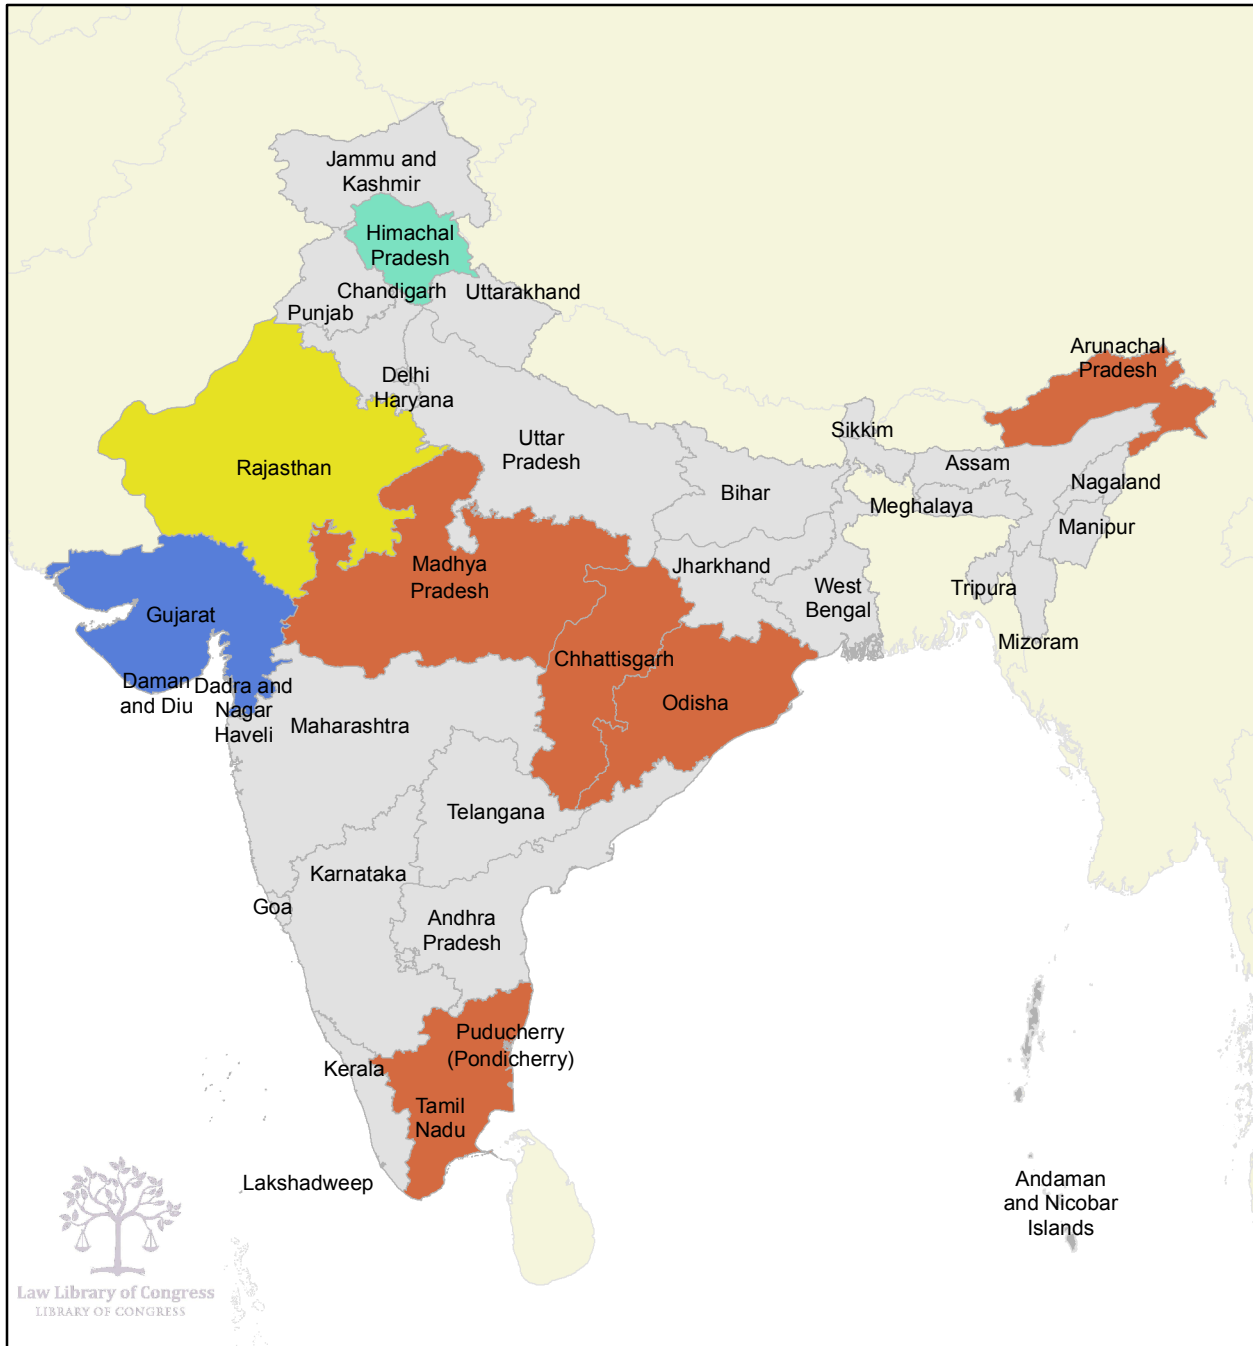 Jammu and
Kashmir
Himachal
Pradesh
Chandigarh
Uttarakhand
Punjab
Arunachal
Pradesh
Delhi
Haryana
Sikkim
Uttar
Pradesh
Rajasthan
Assam
Nagaland
Bihar
Meghalaya
Manipur
Madhya
Pradesh
Jharkhand
West
Bengal
Tripura
Gujarat
Mizoram
Chhattisgarh
Daman
and Diu
Dadra and
Nagar
Haveli
Odisha
Maharashtra
Telangana
Karnataka
Goa
Andhra
Pradesh
Puducherry
(Pondicherry)
Kerala
Tamil
Nadu
Lakshadweep
Andaman
and Nicobar
Islands
Law Library of Congress
LIBRARY OF CONGRESS